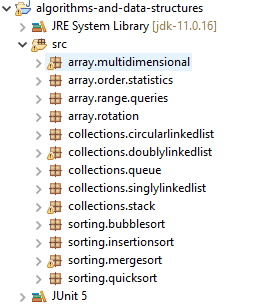 algorithms-and-data-structures
JRE System Library [jdk-11.0.16]
src
array.multidimensional
array.order.statistics
array.range.queries
array.rotation
collections.circularlinkedlist
collections.doublylinkedlist
collections.queue
collections.singlylinkedlist
collections.stack
sorting.bubblesort
sorting.insertionsort
sorting.mergesort
sorting.quicksort
JUnit 5